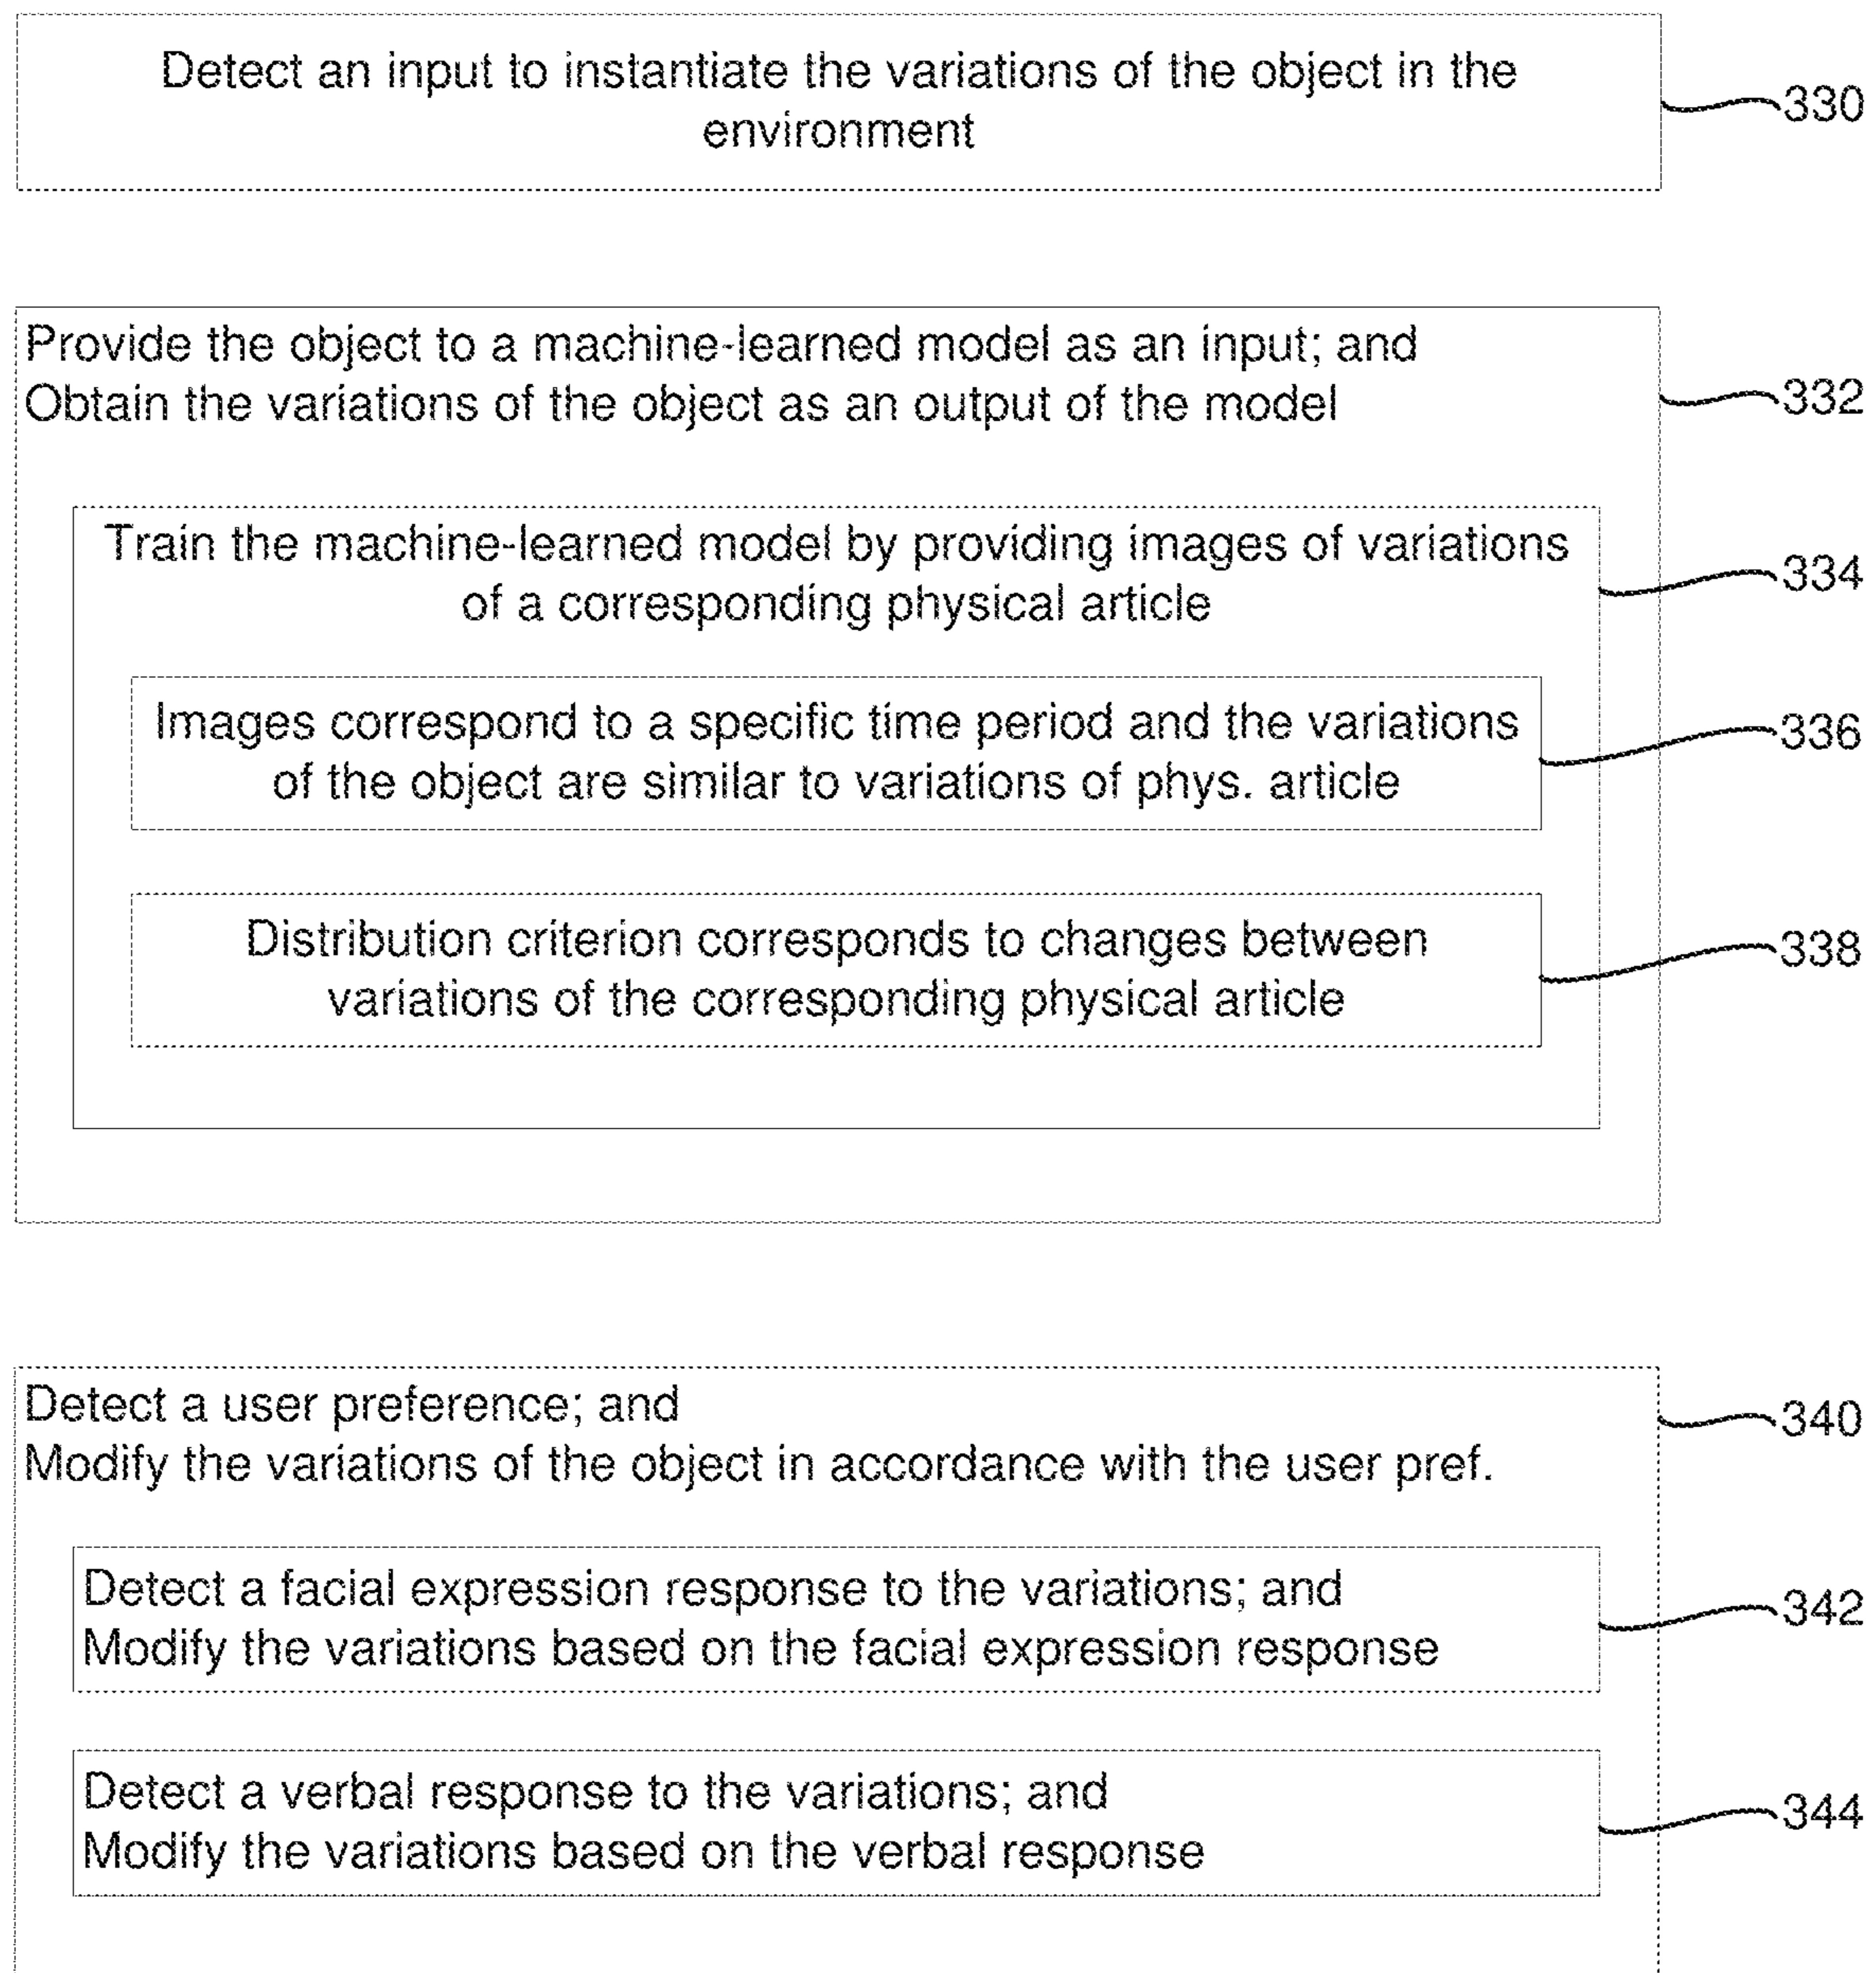 Detect an input to instantiate the variations of the object in the
environment
330
Provide the object to a machine-learned model as an input; and
Obtain the variations of the object as an output of the model
332
Train the machine-learned model by providing images of variations
of a corresponding physical article
334
Images correspond to a specific time period and the variations
of the object are similar to variations of phys. article
336
Distribution criterion corresponds to changes between
variations of the corresponding physical article
338
Detect a user preference; and
Modify the variations of the object in accordance with the user pref.
340
Detect a facial expression response to the variations; and
Modify the variations based on the facial expression response
342
Detect a verbal response to the variations; and
Modify the variations based on the verbal response
344